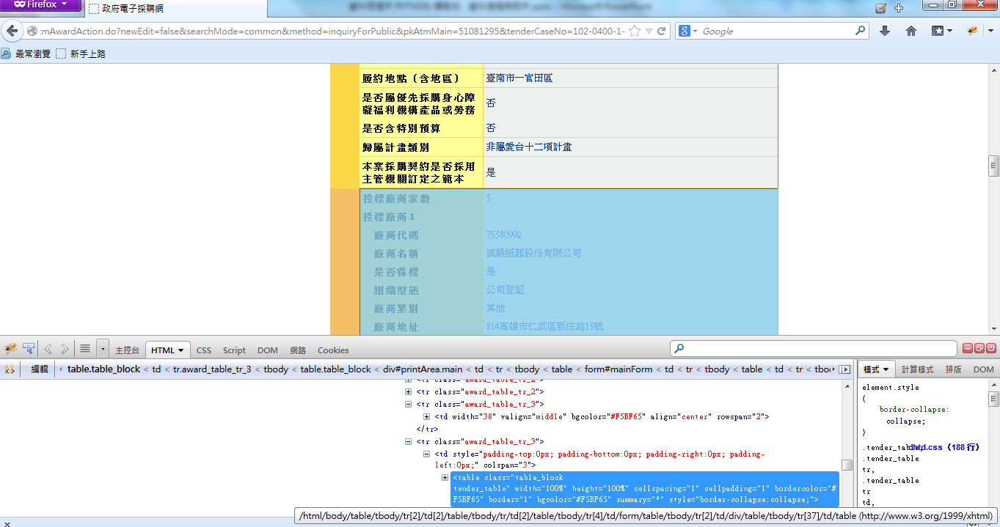 Firefox
政府電子採購網
:mAwardAction.do?newEdit=false&searchMode=common&method=inquiryForPublic&pkAtmMain=51081295&tenderCaseNo=102-0400-1-
Google
最常瀏覽 新手上路
履約地點（含地區） 臺南市－官田區
是否屬優先採購身心障
礙福利機構產品或勞務 否
是否含特別預算 否
歸屬計畫類別 非屬愛台十二項計畫
本案採購契約是否採用
主管機關訂定之範本 是
投標廠商家數 5
投標廠商1
廠商代碼 75580992
廠商名稱 誠毅紙器股份有限公司
是否得標 是
組織型態 公司登記
廠商業別 其他
廠商地址 814高雄市仁武區新庄路15號
主控台 HTML CSS Script DOM 網路 Cookies
編輯 table.table_block < td < tr.award_table_tr_3 < tbody < table.table_block < div#printArea.main < td < tr < tbody < table < form#mainForm < td < tr < tbody < table < td < tr < tboc
樣式 計算樣式 排版 DOM
<tr class="award_table_tr_2">
<tr class="award_table_tr_2">
<tr class="award_table_tr_3">
<td width="38" valign="middle" bgcolor="#F5BF65" align="center" rowspan="2">
</tr>
<tr class="award_table_tr_3">
<td style="padding-top:0px; padding-bottom:0px; padding-right:0px; padding-
left:0px;" colspan="3">
<table class="table_block
tender_table" width="100%" height="100%" cellspacing="1" cellpadding="1" bordercolor="#
F5BF65" border="1" bgcolor="#F5BF65" summary="*" style="border-collapse:collapse;">
element.style
{
border-collapse:
collapse;
}
.tender_table, chtd.css（188 行）
.tender_table
tr,
.tender_table
tr
td,
/html/body/table/tbody/tr[2]/td[2]/table/tbody/tr/td[2]/table/tbody/tr[4]/td/form/table/tbody/tr[2]/td/div/table/tbody/tr[37]/td/table (http://www.w3.org/1999/xhtml)